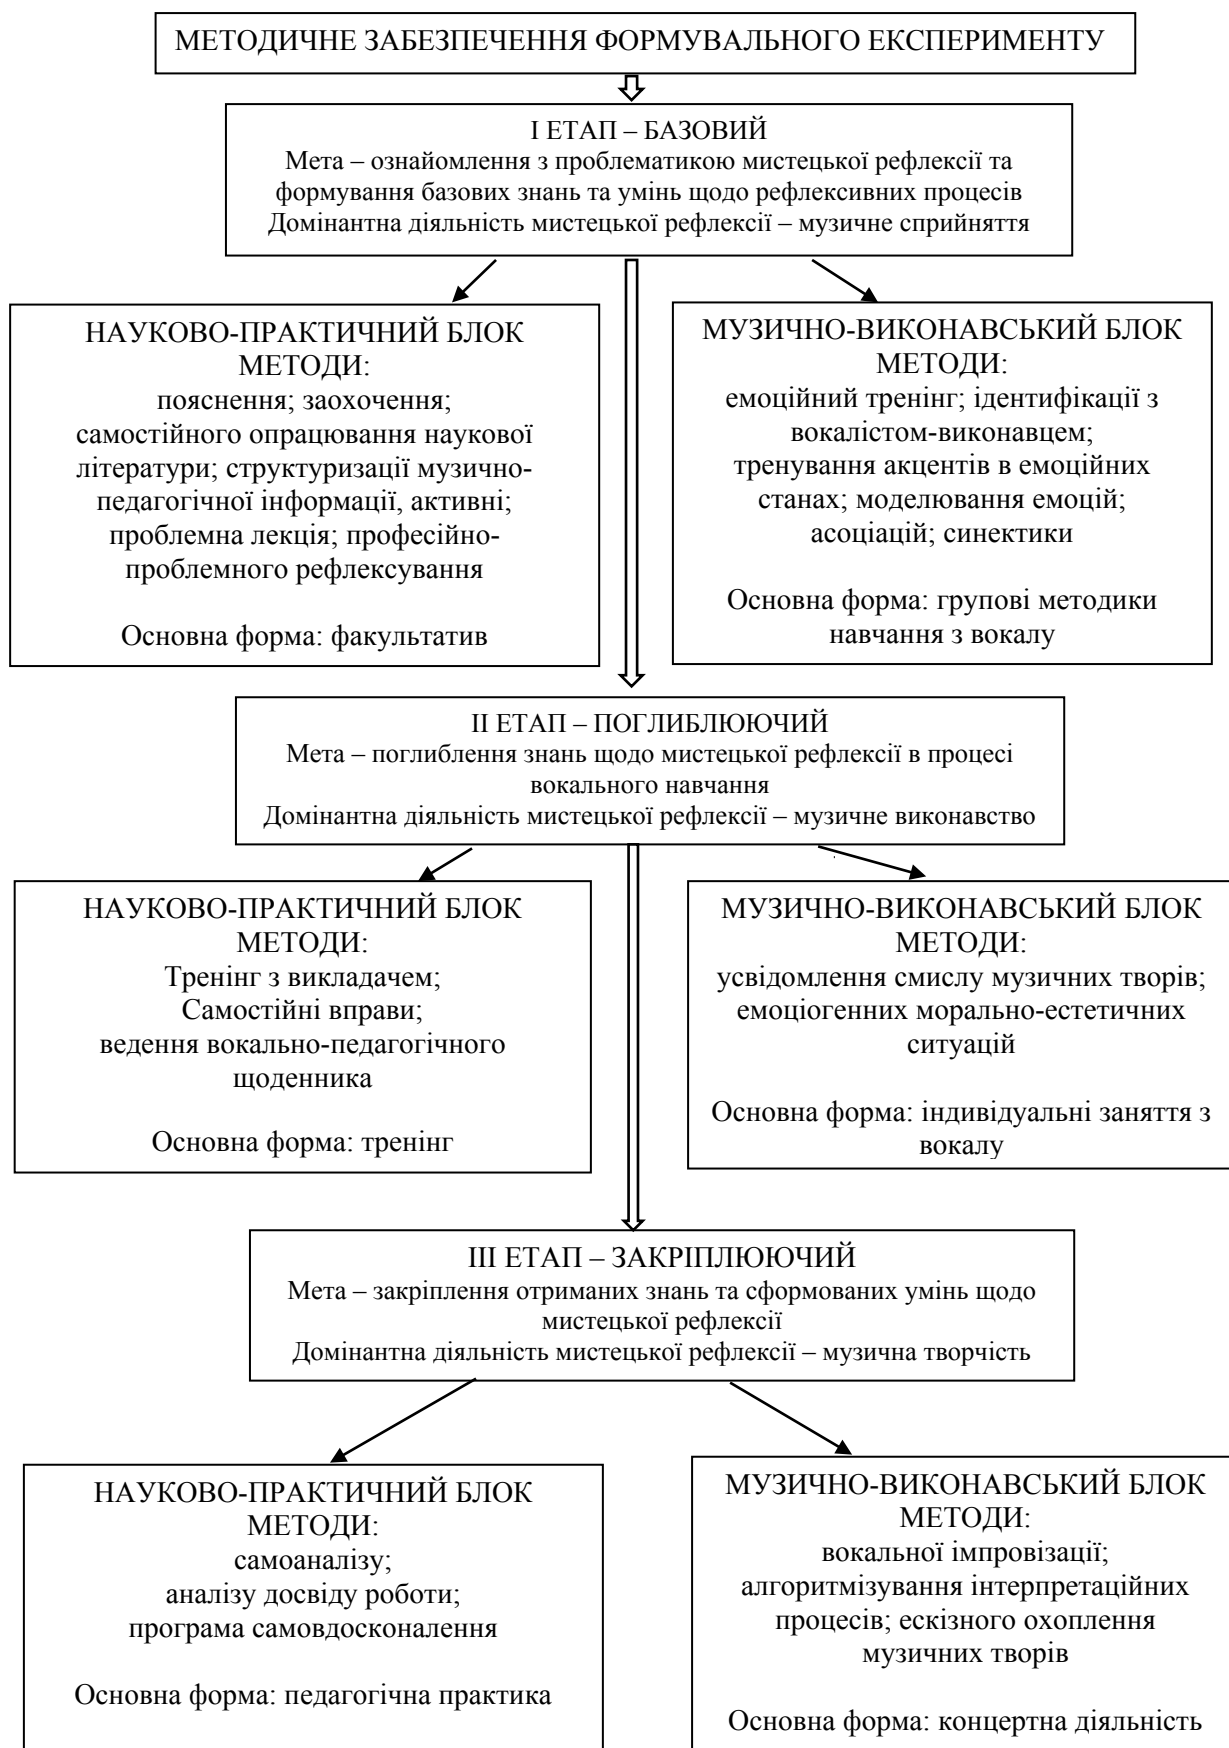 МЕТОДИЧНЕ ЗАБЕЗПЕЧЕННЯ ФОРМУВАЛЬНОГО ЕКСПЕРИМЕНТУ
І ЕТАП – БАЗОВИЙ
Мета – ознайомлення з проблематикою мистецької рефлексії та
формування базових знань та умінь щодо рефлексивних процесів
Домінантна діяльність мистецької рефлексії – музичне сприйняття
НАУКОВО-ПРАКТИЧНИЙ БЛОК
МЕТОДИ:
пояснення; заохочення;
самостійного опрацювання наукової
літератури; структуризації музично-
педагогічної інформації, активні;
проблемна лекція; професійно-
проблемного рефлексування
Основна форма: факультатив
МУЗИЧНО-ВИКОНАВСЬКИЙ БЛОК
МЕТОДИ:
емоційний тренінг; ідентифікації з
вокалістом-виконавцем;
тренування акцентів в емоційних
станах; моделювання емоцій;
асоціацій; синектики
Основна форма: групові методики
навчання з вокалу
ІІ ЕТАП – ПОГЛИБЛЮЮЧИЙ
Мета – поглиблення знань щодо мистецької рефлексії в процесі
вокального навчання
Домінантна діяльність мистецької рефлексії – музичне виконавство
НАУКОВО-ПРАКТИЧНИЙ БЛОК
МЕТОДИ:
Тренінг з викладачем;
Самостійні вправи;
ведення вокально-педагогічного
щоденника
Основна форма: тренінг
МУЗИЧНО-ВИКОНАВСЬКИЙ БЛОК
МЕТОДИ:
усвідомлення смислу музичних творів;
емоціогенних морально-естетичних
ситуацій
Основна форма: індивідуальні заняття з
вокалу
ІІІ ЕТАП – ЗАКРІПЛЮЮЧИЙ
Мета – закріплення отриманих знань та сформованих умінь щодо
мистецької рефлексії
Домінантна діяльність мистецької рефлексії – музична творчість
НАУКОВО-ПРАКТИЧНИЙ БЛОК
МЕТОДИ:
самоаналізу;
аналізу досвіду роботи;
програма самовдосконалення
Основна форма: педагогічна практика
МУЗИЧНО-ВИКОНАВСЬКИЙ БЛОК
МЕТОДИ:
вокальної імпровізації;
алгоритмізування інтерпретаційних
процесів; ескізного охоплення
музичних творів
Основна форма: концертна діяльність